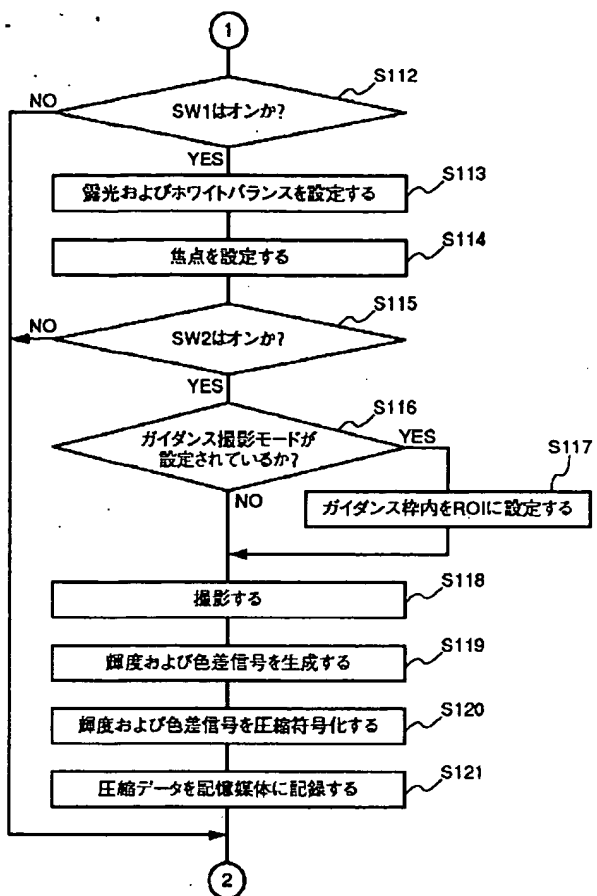 1
S112
NO
SW1はオンか?
YES
S113
露光およびホワイトバランスを設定する
S114
焦点を設定する
S115
NO
SW2はオンか?
YES
S116
ガイダンス撮影モードが
設定されているか?
YES
S117
NO
ガイダンス枠内をROIに設定する
S118
撮影する
S119
輝度および色差信号を生成する
S120
輝度および色差信号を圧縮符号化する
S121
圧縮データを記憶媒体に記録する
2